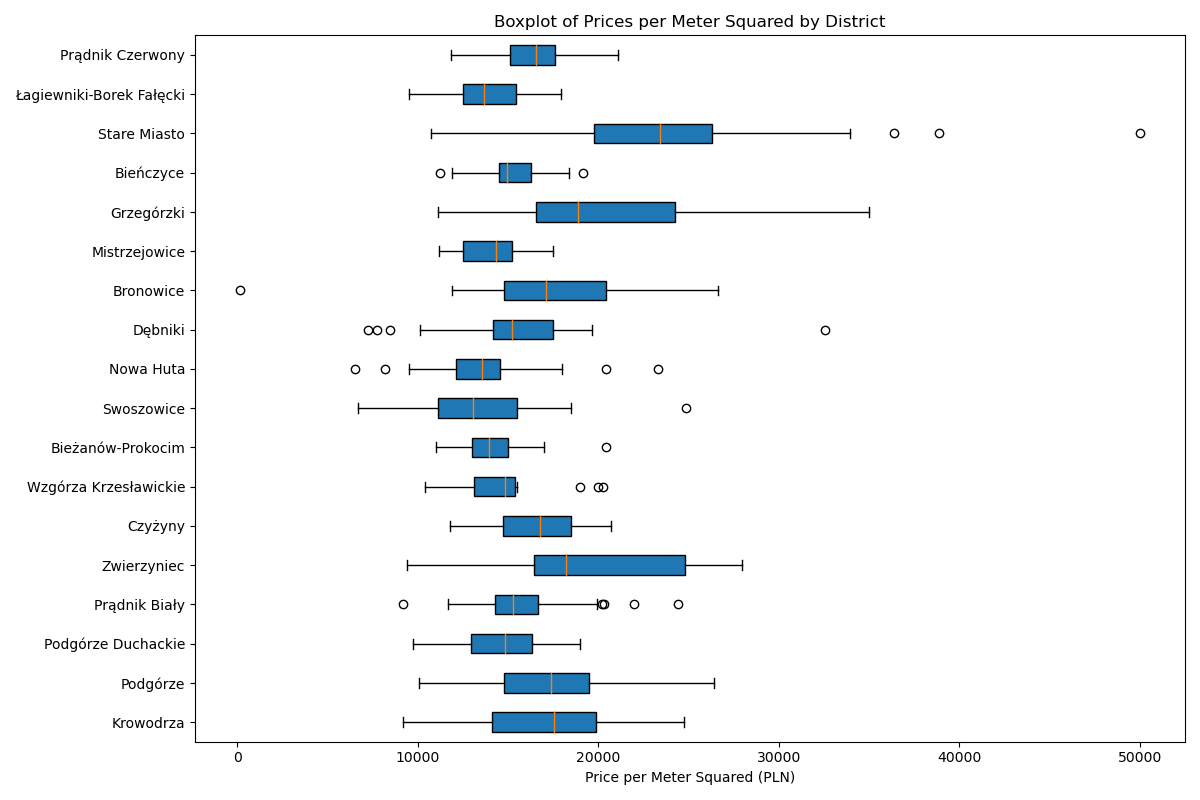 Boxplot of Prices per Meter Squared by District
Prądnik Czerwony
Łagiewniki-Borek Fałęcki
Stare Miasto
Bieńczyce
Grzegórzki
Mistrzejowice
Bronowice
Dębniki
Nowa Huta
Swoszowice
Bieżanów-Prokocim
Wzgórza Krzesławickie
Czyżyny
Zwierzyniec
Prądnik Biały
Podgórze Duchackie
Podgórze
Krowodrza
0 10000 20000 30000 40000 50000
Price per Meter Squared (PLN)